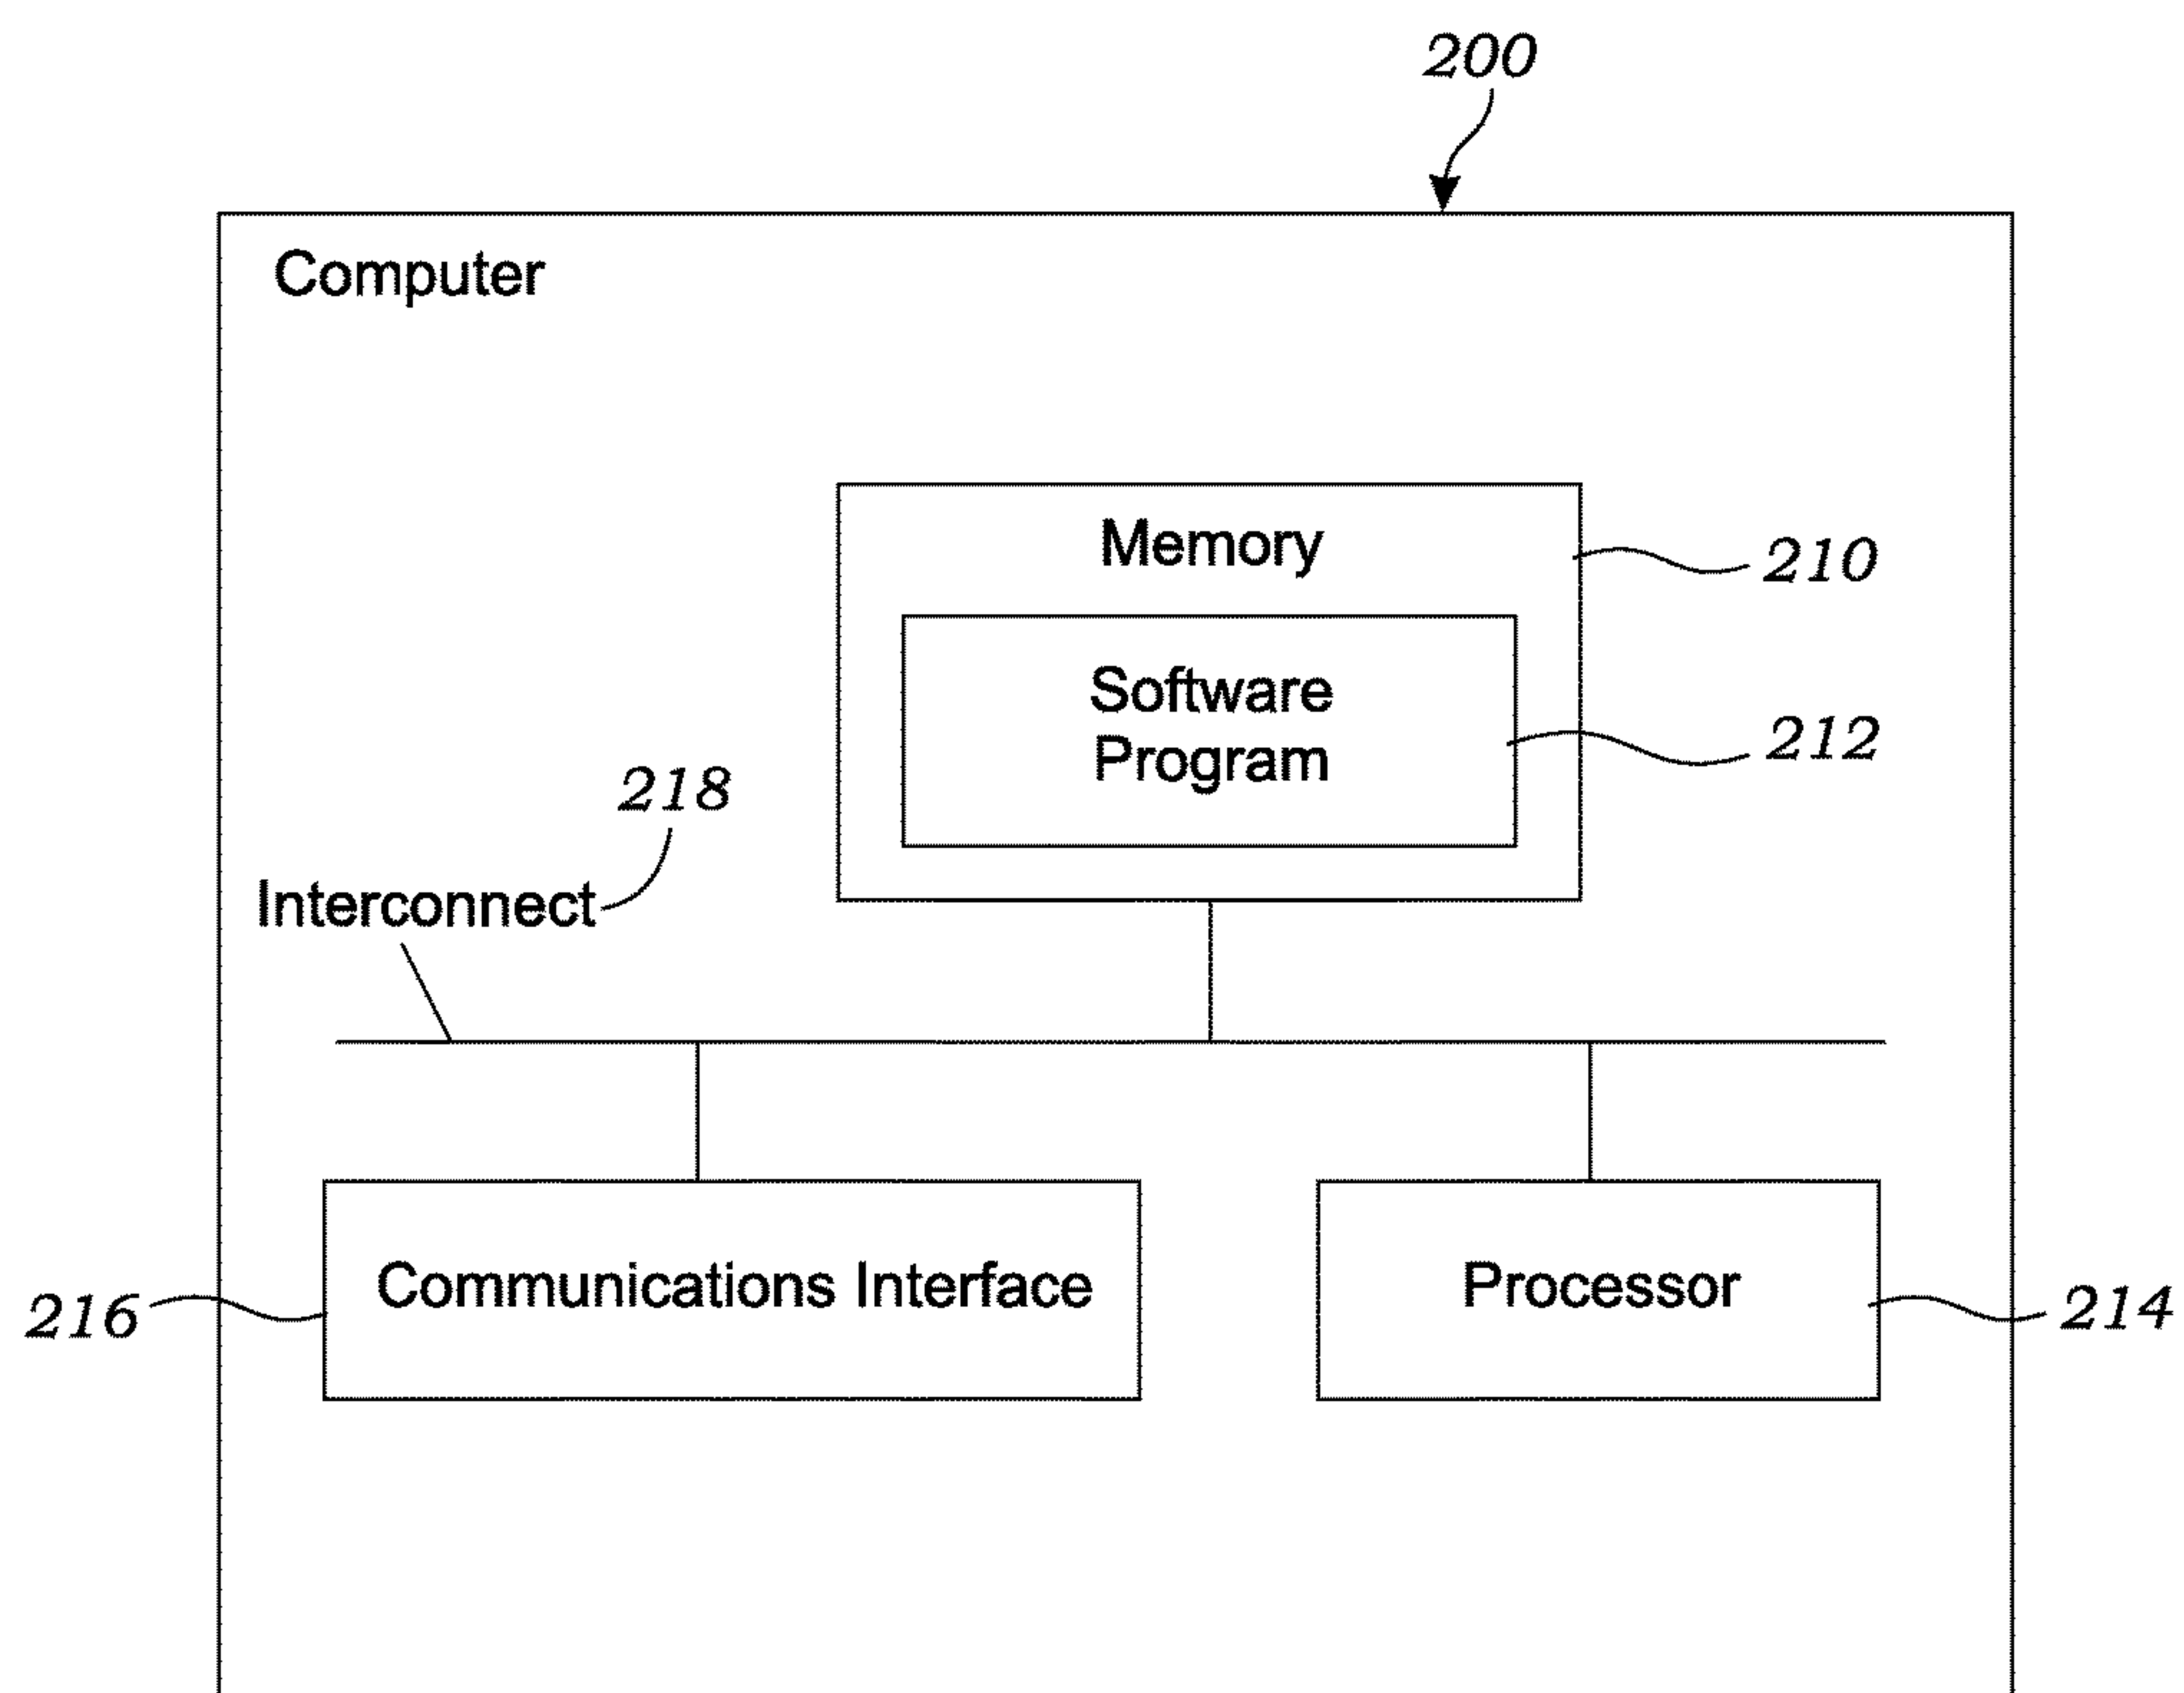 200
Computer
Memory
210
Software
Program
212
218
Interconnect
Communications Interface
Processor
216
214